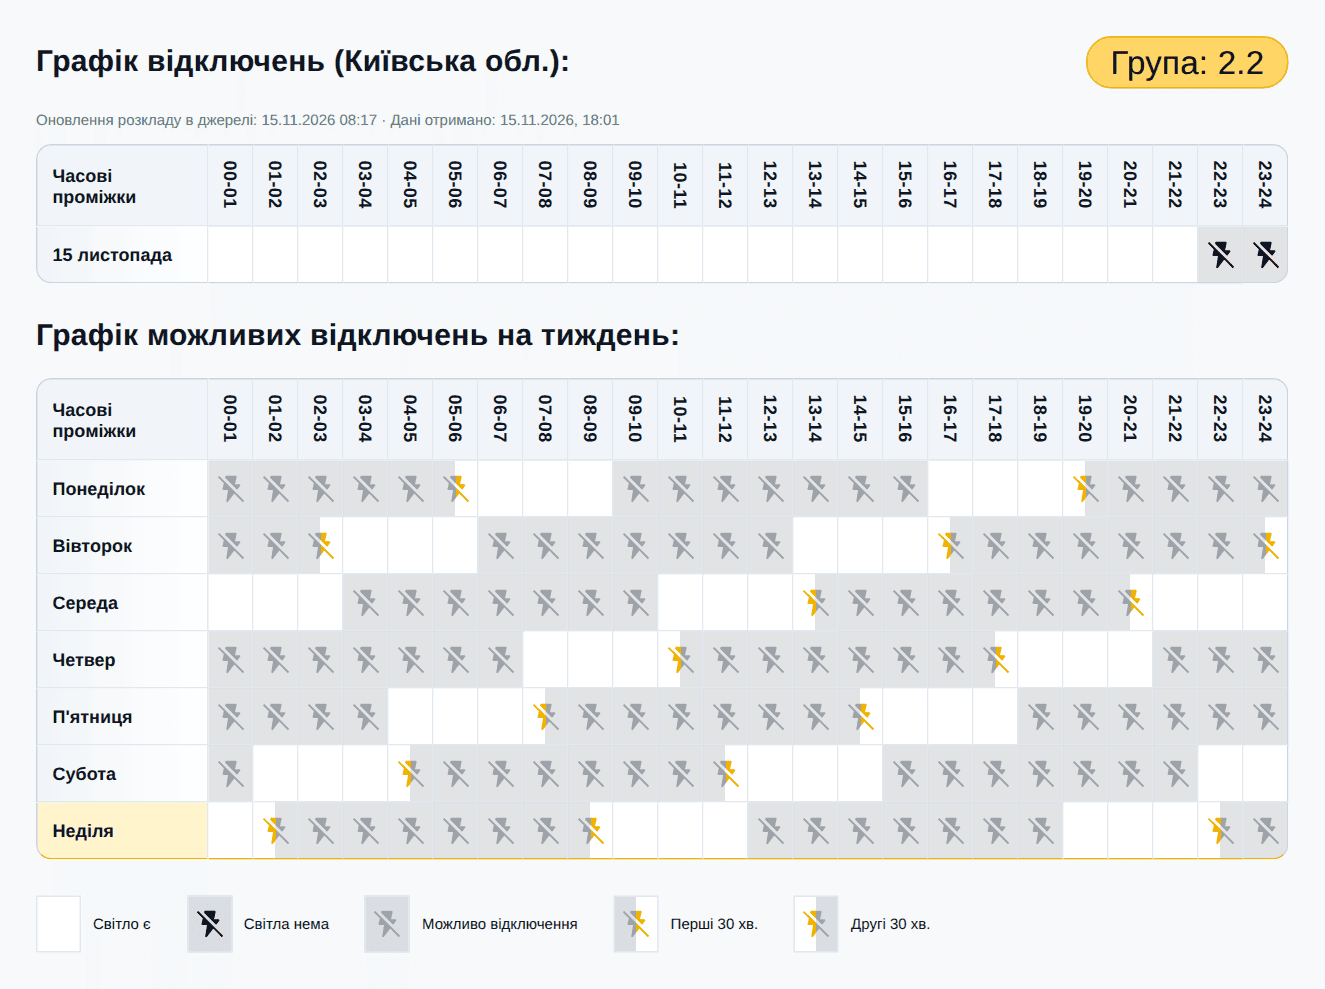 Графік відключень (Київська обл.):
Група: 2.2
Оновлення розкладу в джерелі: 15.11.2026 08:17 · Дані отримано: 15.11.2026, 18:01
Часові проміжки 00-01 01-02 02-03 03-04 04-05 05-06 06-07 07-08 08-09 09-10 10-11 11-12 12-13 13-14 14-15 15-16 16-17 17-18 18-19 19-20 20-21 21-22 22-23 23-24
15 листопада
Графік можливих відключень на тиждень:
Часові проміжки 00-01 01-02 02-03 03-04 04-05 05-06 06-07 07-08 08-09 09-10 10-11 11-12 12-13 13-14 14-15 15-16 16-17 17-18 18-19 19-20 20-21 21-22 22-23 23-24
Понеділок
Вівторок
Середа
Четвер
П'ятниця
Субота
Неділя
Світло є Світла нема Можливо відключення Перші 30 хв. Другі 30 хв.